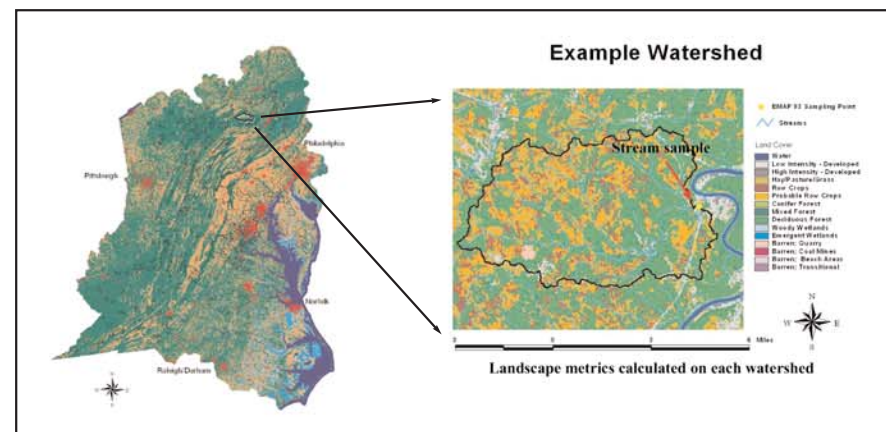 Example Watershed
Philadelphia
Pittsburgh
Norfolk
Raleigh/Durham
Stream sample
EMAP 93 Sampling Point
Streams
Land Cover
Water
Low Intensity - Developed
High Intensity - Developed
Hay/Pasture/Grass
Row Crops
Probable Row Crops
Conifer Forest
Mixed Forest
Deciduous Forest
Woody Wetlands
Emergent Wetlands
Barren; Quarry
Barren; Coal Mines
Barren; Beach Areas
Barren; Transitional
N
W E
Miles
Landscape metrics calculated on each watershed